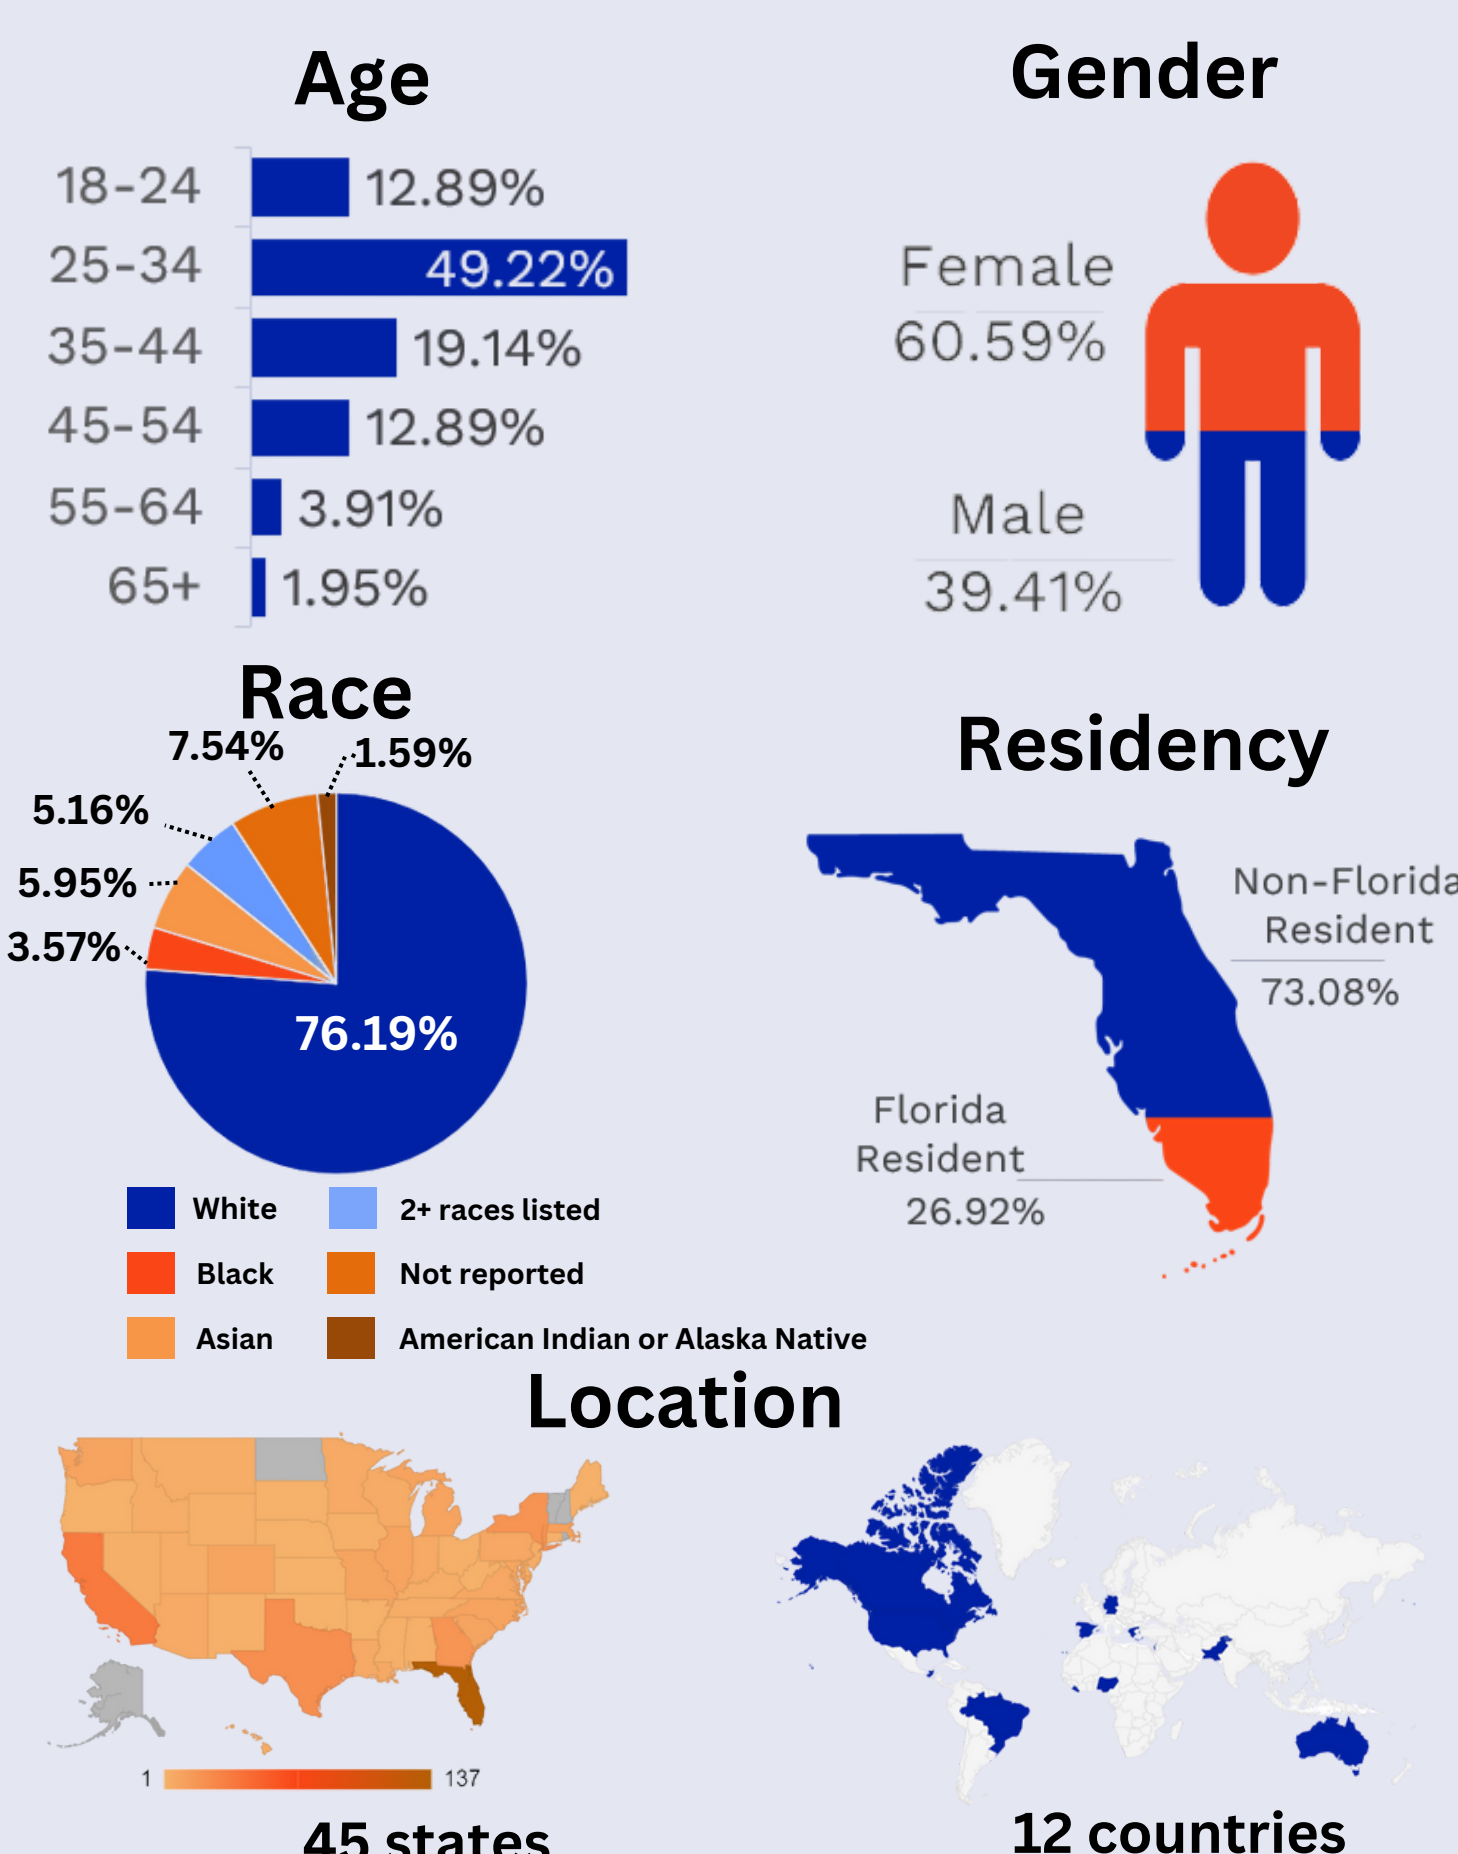 Age
18-24 12.89%
25-34 49.22%
35-44 19.14%
45-54 12.89%
55-64 3.91%
65+ 1.95%
Gender
Female
60.59%
Male
39.41%
Race
7.54% 1.59%
5.16%
5.95%
3.57%
76.19%
White 2+ races listed
Black Not reported
Asian American Indian or Alaska Native
Residency
Non-Florida
Resident
73.08%
Florida
Resident
26.92%
Location
1 137
45 states
12 countries